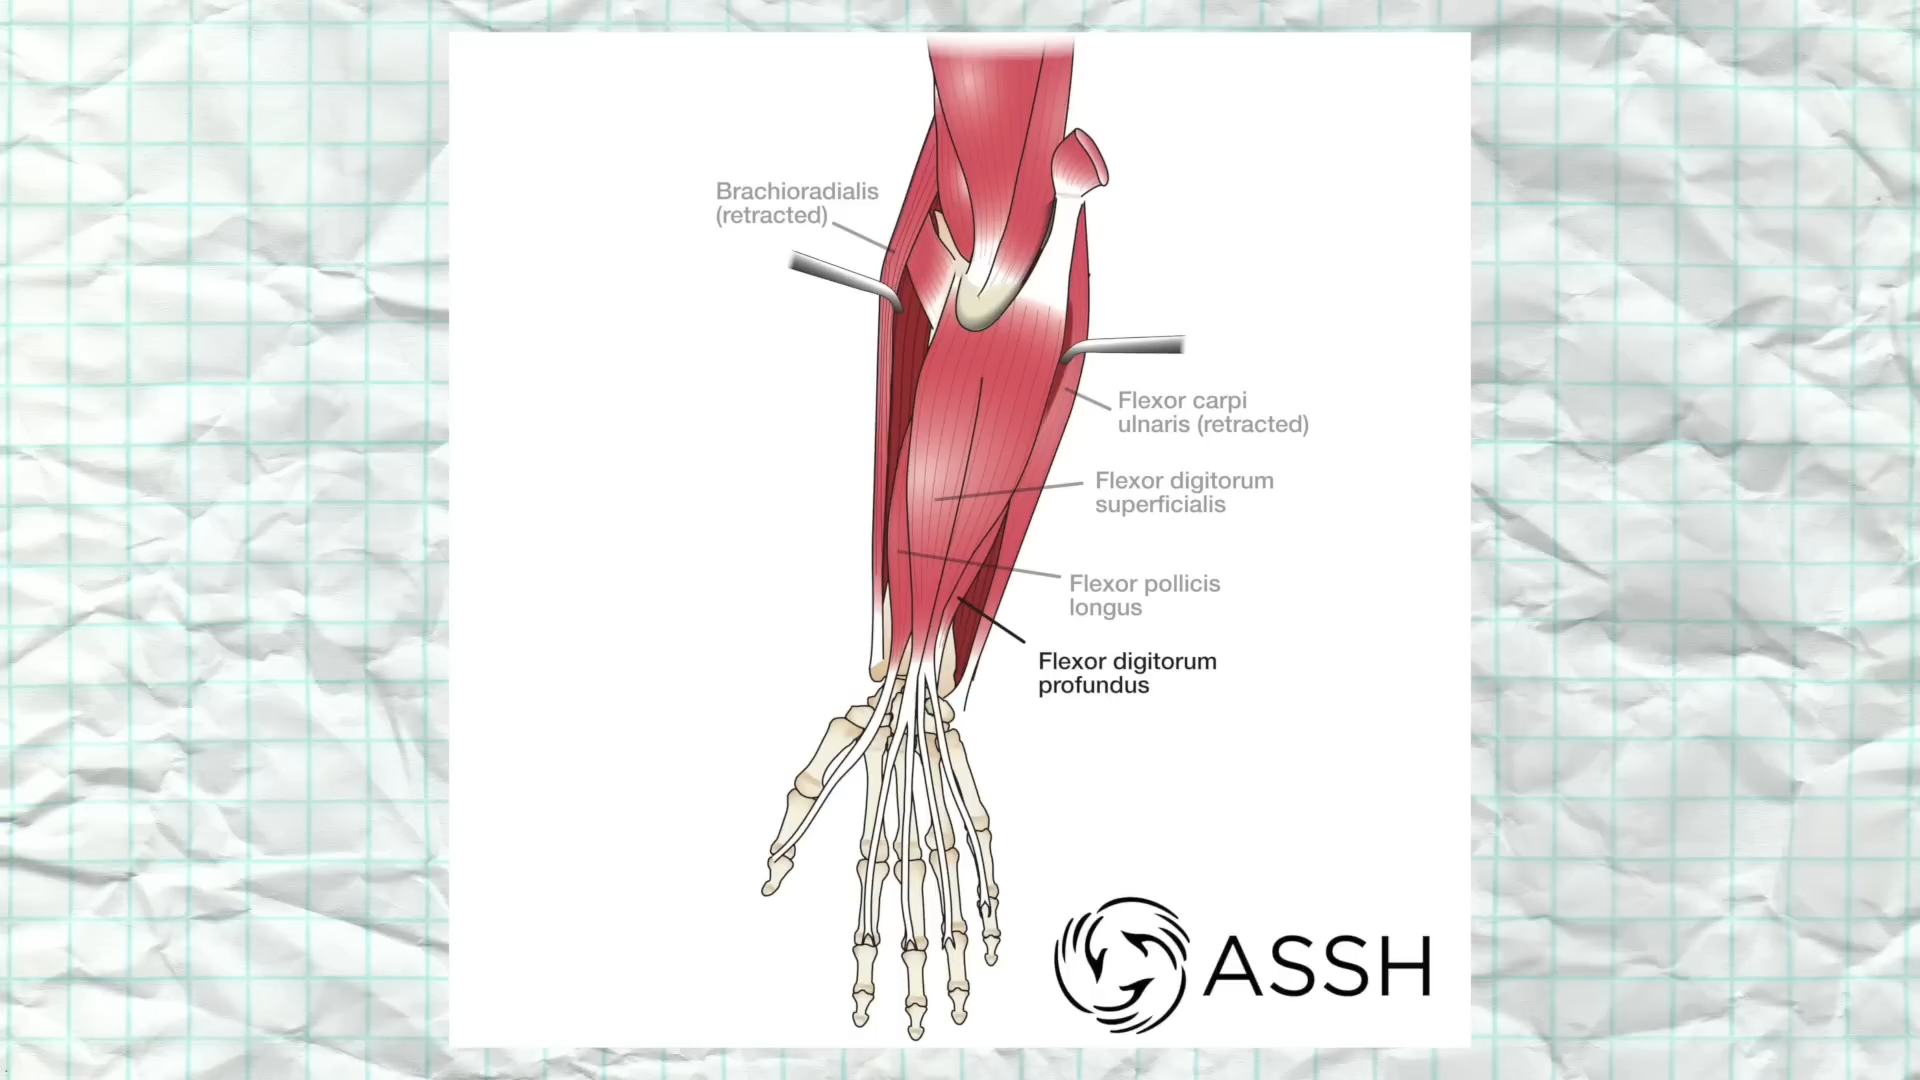 Brachioradialis
(retracted)
Flexor carpi
ulnaris (retracted)
Flexor digitorum
superficialis
Flexor pollicis
longus
Flexor digitorum
profundus
ASSH